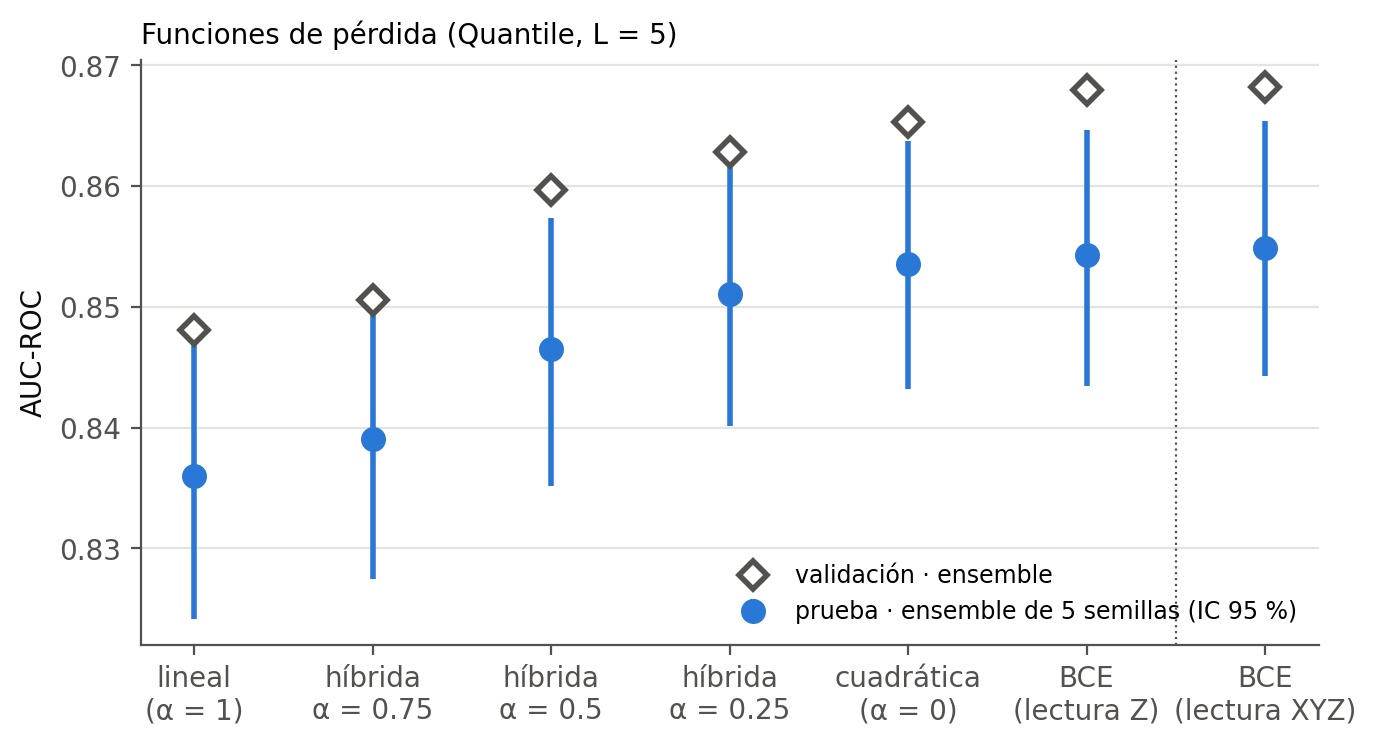 Funciones de pérdida (Quantile, L = 5)
0.87
0.86
0.85
0.84
0.83
AUC-ROC
validación · ensemble
prueba · ensemble de 5 semillas (IC 95 %)
lineal
(α = 1)
híbrida
α = 0.75
híbrida
α = 0.5
híbrida
α = 0.25
cuadrática
(α = 0)
BCE
(lectura Z)
BCE
(lectura XYZ)